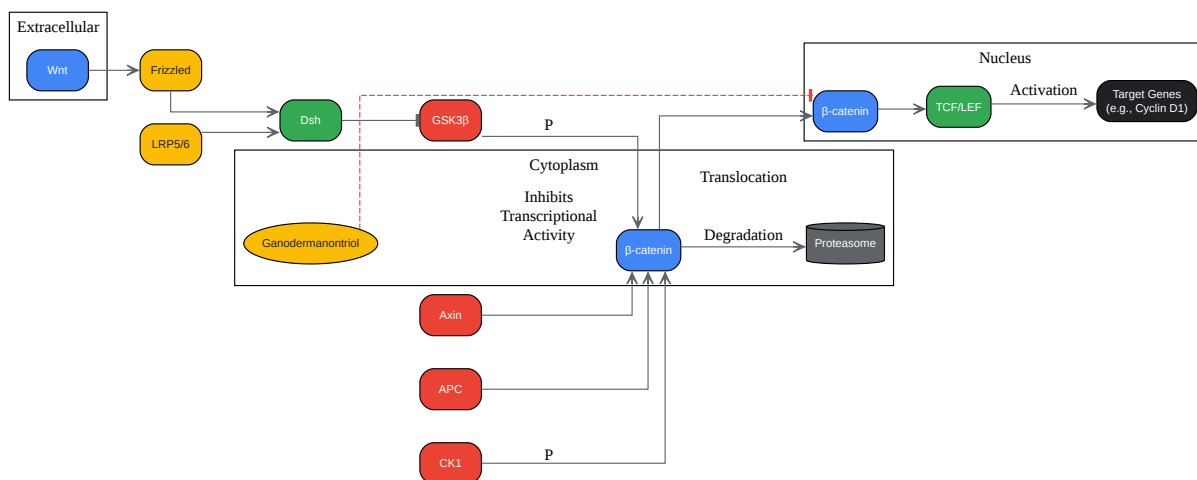 Extracellular
Wnt
Frizzled
LRP5/6
Dsh
GSK3β
P
Nucleus
β-catenin
TCF/LEF
Activation
Target Genes
(e.g., Cyclin D1)
Cytoplasm
Translocation
Inhibits
Transcriptional
Activity
Ganodermanontriol
β-catenin
Degradation
Proteasome
Axin
APC
CK1
P